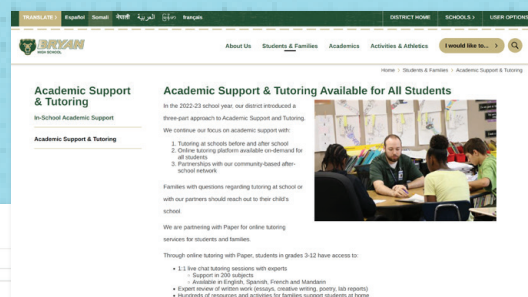 TRANSLATE > Español Somali नेपाली العربية français
DISTRICT HOME SCHOOLS > USER OPTIONS
BRYAN
HIGH SCHOOL
About Us Students & Families Academics Activities & Athletics I would like to... >
Home > Students & Families > Academic Support & Tutoring
Academic Support
& Tutoring
In-School Academic Support
Academic Support & Tutoring
Academic Support & Tutoring Available for All Students
In the 2022-23 school year, our district introduced a
three-part approach to Academic Support and Tutoring.
We continue our focus on academic support with:
1. Tutoring at schools before and after school
2. Online tutoring platform available on-demand for
all students
3. Partnerships with our community-based after-
school network
Families with questions regarding tutoring at school or
with our partners should reach out to their child's
school.
We are partnering with Paper for online tutoring
services for students and families.
Through online tutoring with Paper, students in grades 3-12 have access to:
• 1:1 live chat tutoring sessions with experts
○ Support in 200 subjects
○ Available in English, Spanish, French and Mandarin
• Expert review of written work (essays, creative writing, poetry, lab reports)
• Hundreds of resources and activities for families support students at home